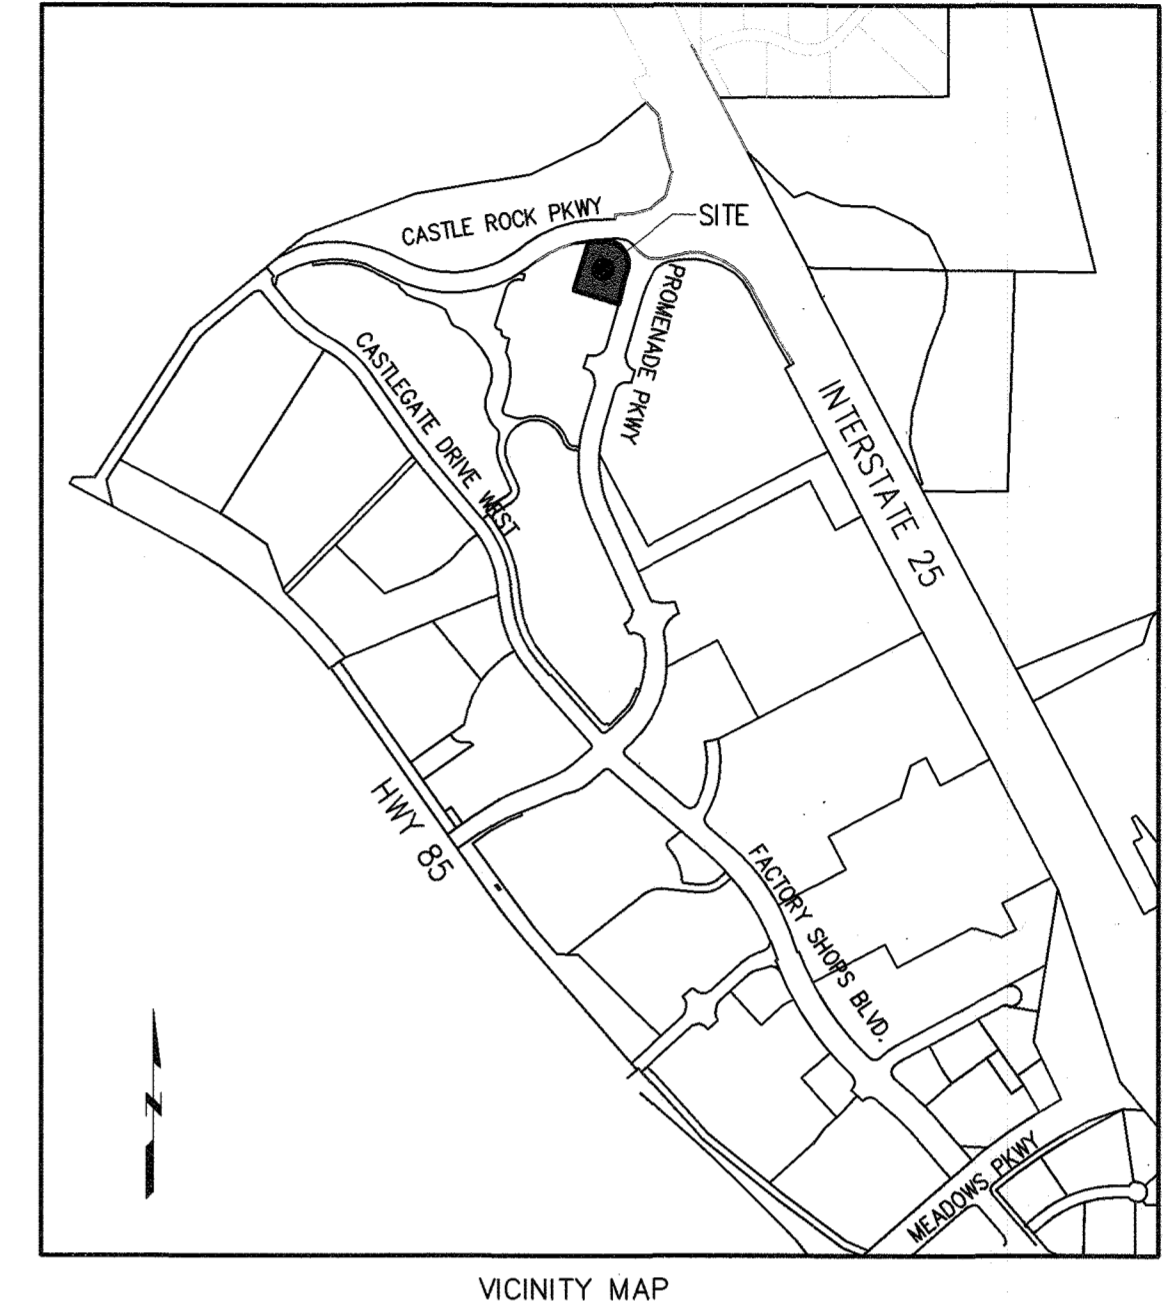 CASTLE ROCK PKWY
SITE
PROMENADE PKWY
CASTLEGATE DRIVE WEST
INTERSTATE 25
HWY 85
FACTORY SHOPS BLVD.
N
MEADOWS PKWY
VICINITY MAP